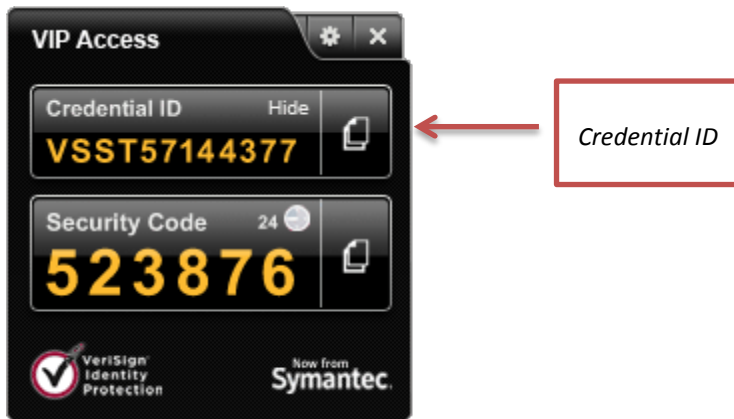 VIP Access
Credential ID Hide
VSST57144377
Credential ID
Security Code 24
523876
VeriSign
Identity
Protection
Now from
Symantec.